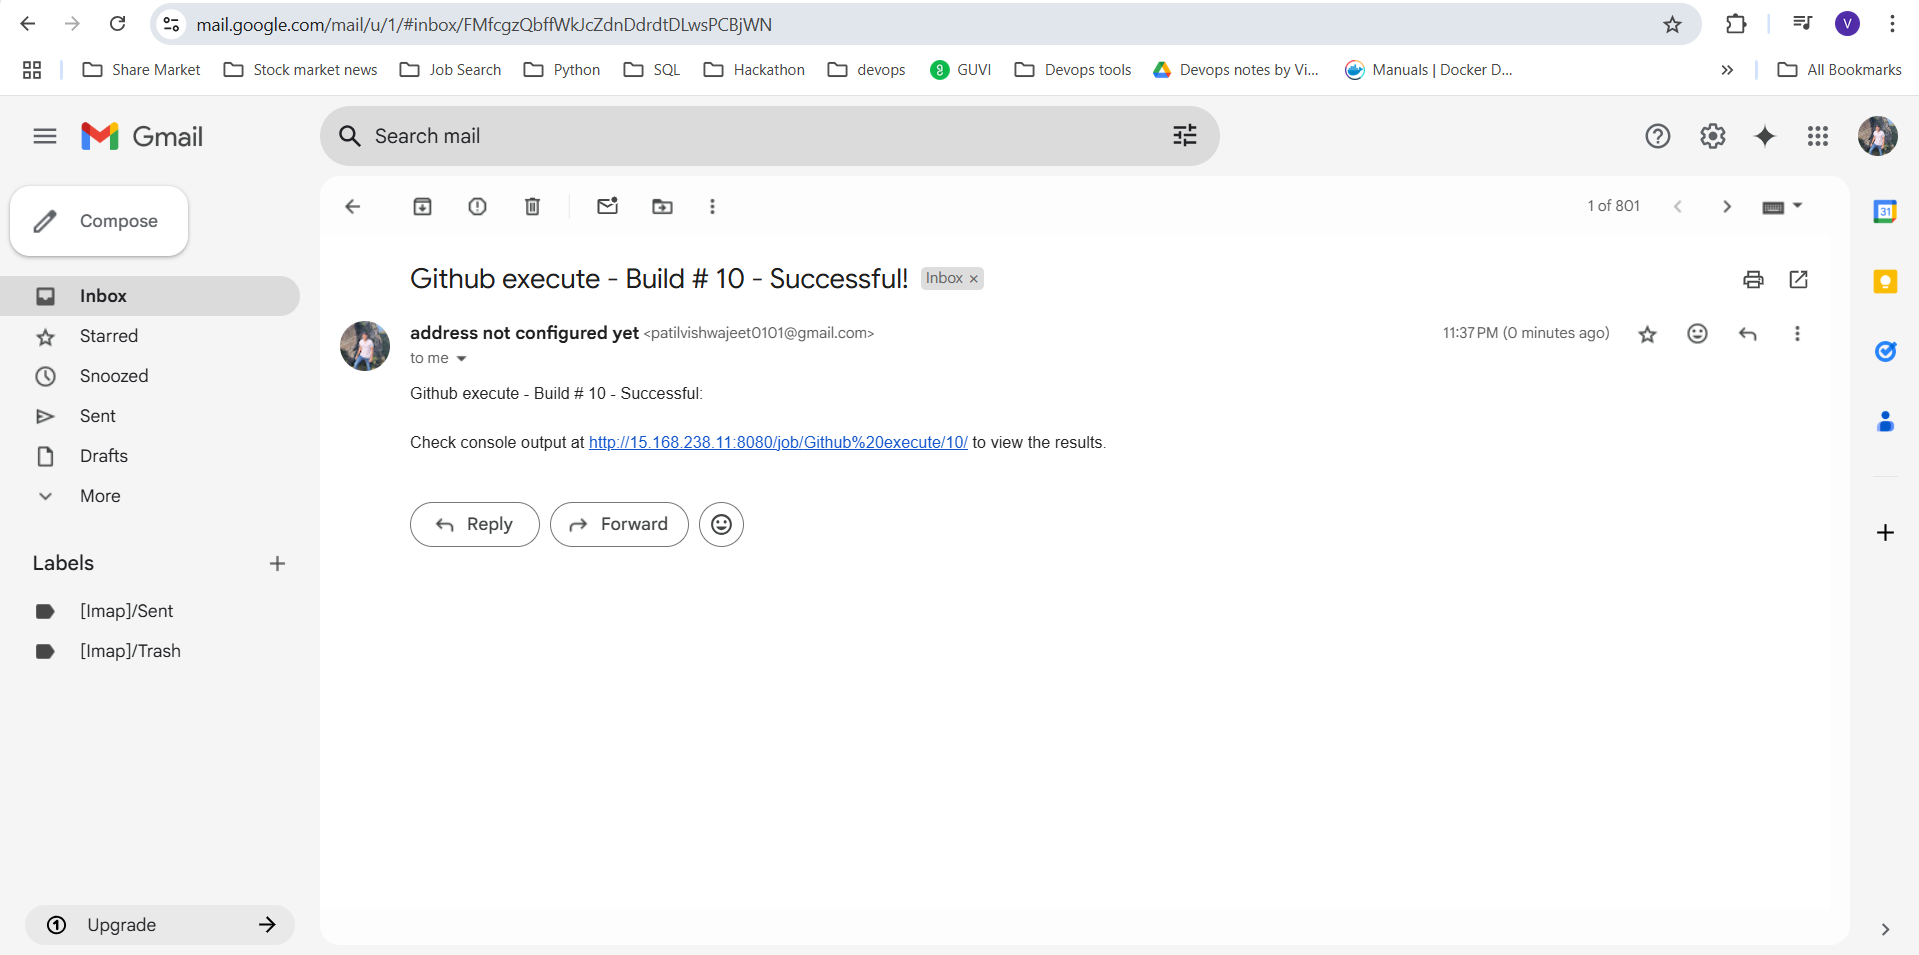 mail.google.com/mail/u/1/#inbox/FMfcgzQbffWkJcZdnDdrdtDLwsPCBjWN
V
Share Market
Stock market news
Job Search
Python
SQL
Hackathon
devops
GUVI
Devops tools
Devops notes by Vi...
Manuals | Docker D...
All Bookmarks
Gmail
Search mail
Compose
1 of 801
31
Inbox
Starred
Snoozed
Sent
Drafts
More
Labels
[Imap]/Sent
[Imap]/Trash
Upgrade
Github execute - Build # 10 - Successful!
Inbox ×
address not configured yet <patilvishwajeet0101@gmail.com>
11:37 PM (0 minutes ago)
to me
Github execute - Build # 10 - Successful:
Check console output at http://15.168.238.11:8080/job/Github%20execute/10/ to view the results.
Reply
Forward